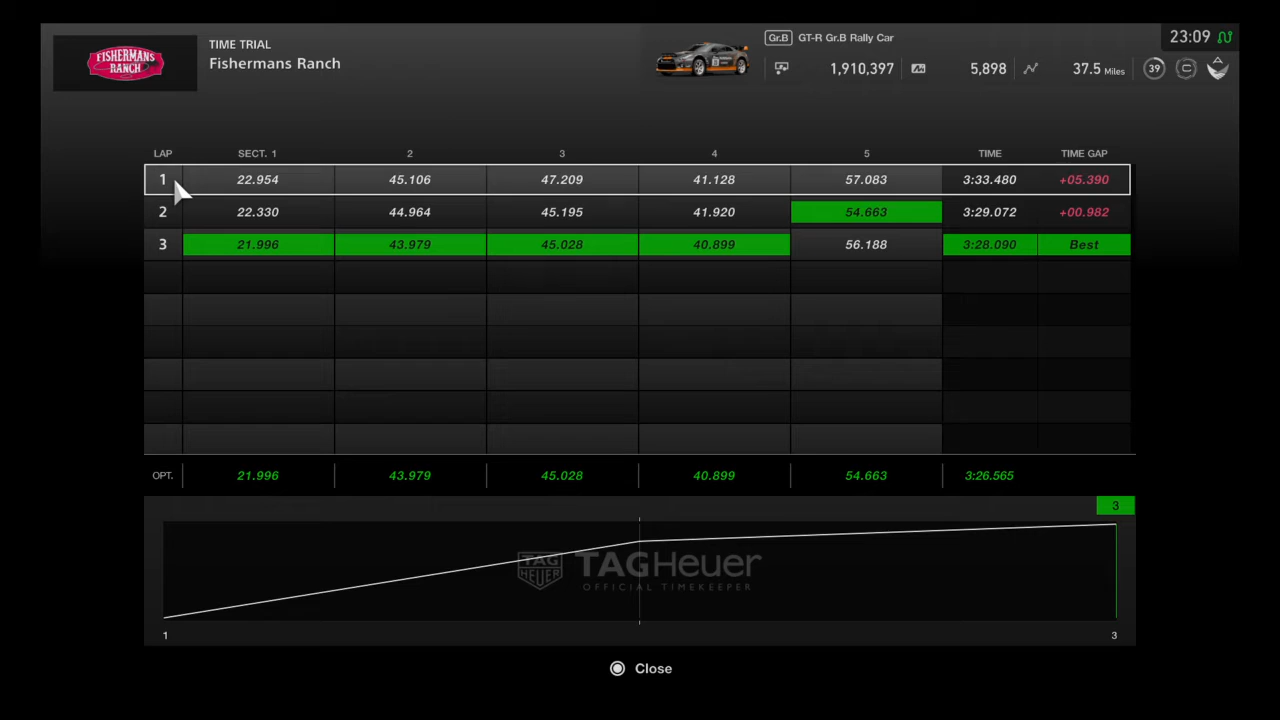 FISHERMANS
RANCH
TIME TRIAL
Fishermans Ranch
Gr.B GT-R Gr.B Rally Car
1,910,397 5,898 37.5 Miles 39 C
23:09
LAP SECT. 1 2 3 4 5 TIME TIME GAP
1 22.954 45.106 47.209 41.128 57.083 3:33.480 +05.390
2 22.330 44.964 45.195 41.920 54.663 3:29.072 +00.982
3 21.996 43.979 45.028 40.899 56.188 3:28.090 Best
OPT. 21.996 43.979 45.028 40.899 54.663 3:26.565
3
TAG HEUER TAGHeuer
OFFICIAL TIMEKEEPER
1 3
Close